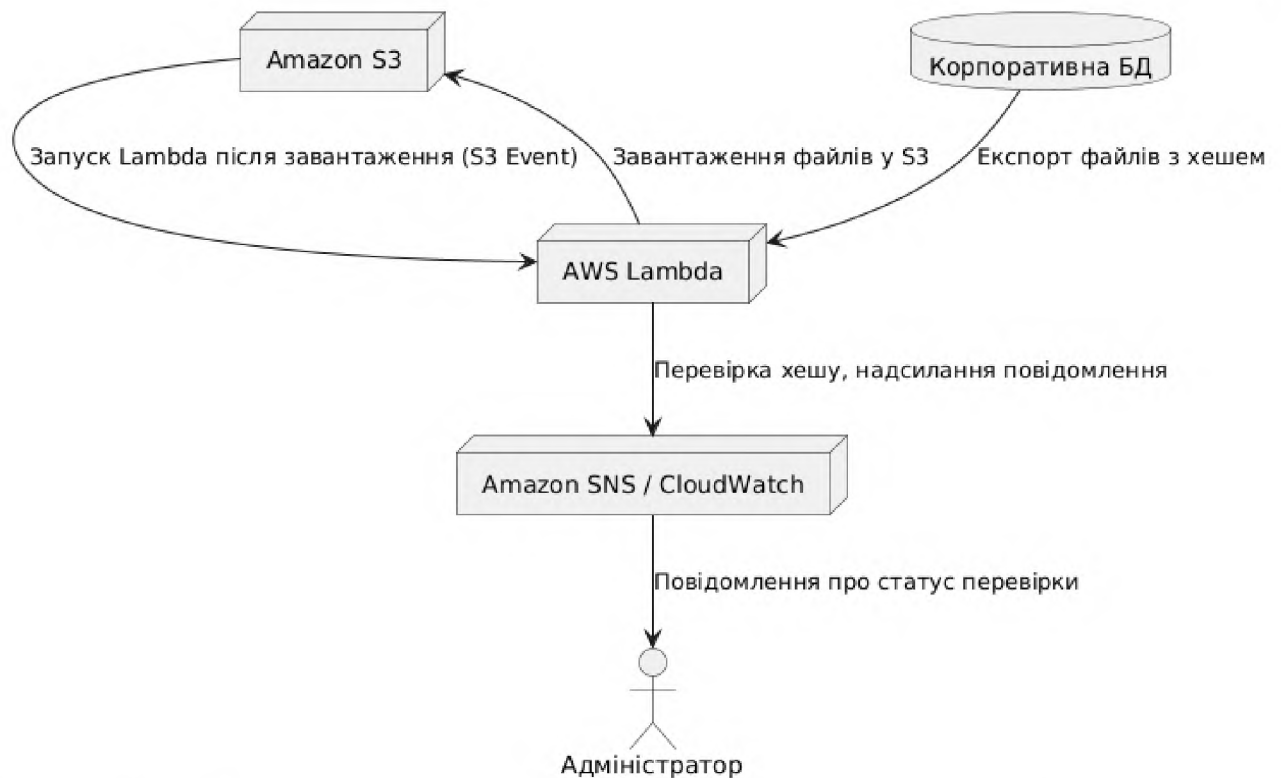 Amazon S3
Корпоративна БД
Запуск Lambda після завантаження (S3 Event)
Завантаження файлів у S3
Експорт файлів з хешем
AWS Lambda
Перевірка хешу, надсилання повідомлення
Amazon SNS / CloudWatch
Повідомлення про статус перевірки
Адміністратор